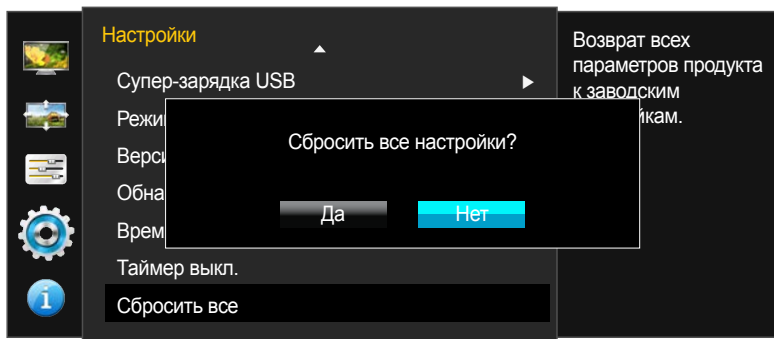 Настройки
Супер-зарядка USB
Сбросить все настройки?
Да
Нет
Таймер выкл.
Сбросить все
Возврат всех
параметров продукта
к заводским